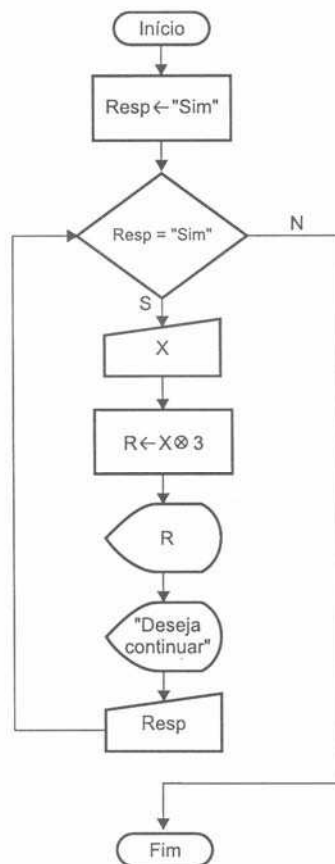 Início
Resp←"Sim"
Resp = "Sim"
N
S
X
R←X⊗3
R
"Deseja
continuar"
Resp
Fim